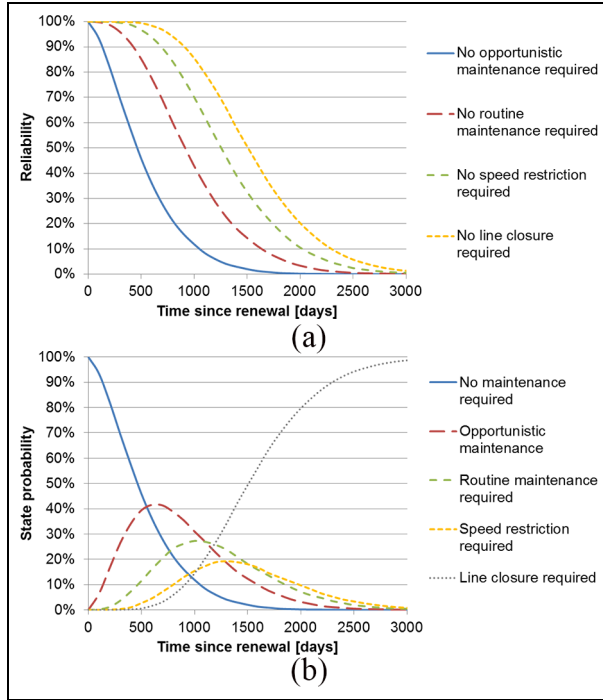 100%
90%
80%
70%
60%
50%
40%
30%
20%
10%
0%
Reliability
0 500 1000 1500 2000 2500 3000
Time since renewal [days]
No opportunistic
maintenance required
No routine
maintenance required
No speed restriction
required
No line closure
required
(a)
100%
90%
80%
70%
60%
50%
40%
30%
20%
10%
0%
State probability
0 500 1000 1500 2000 2500 3000
Time since renewal [days]
No maintenance
required
Opportunistic
maintenance
Routine maintenance
required
Speed restriction
required
Line closure required
(b)